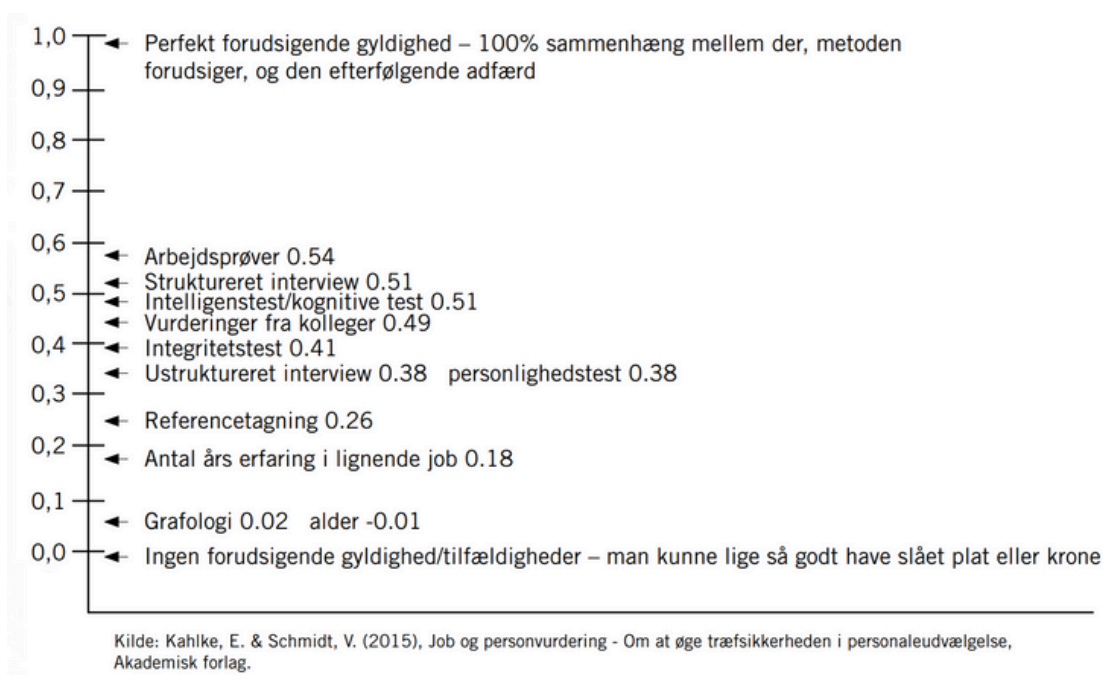 1,0
Perfekt forudsigende gyldighed – 100% sammenhæng mellem der, metoden
forudsiger, og den efterfølgende adfærd
0,9
0,8
0,7
0,6
Arbejdsprøver 0.54
Struktureret interview 0.51
0,5
Intelligenstest/kognitive test 0.51
Vurderinger fra kolleger 0.49
0,4
Integritetstest 0.41
Ustruktureret interview 0.38 personlighedstest 0.38
0,3
Referencetagning 0.26
0,2
Antal års erfaring i lignende job 0.18
0,1
Grafologi 0.02 alder -0.01
0,0
Ingen forudsigende gyldighed/tilfældigheder – man kunne lige så godt have slået plat eller krone
Kilde: Kahlke, E. & Schmidt, V. (2015), Job og personvurdering - Om at øge træfsikkerheden i personaleudvælgelse,
Akademisk forlag.